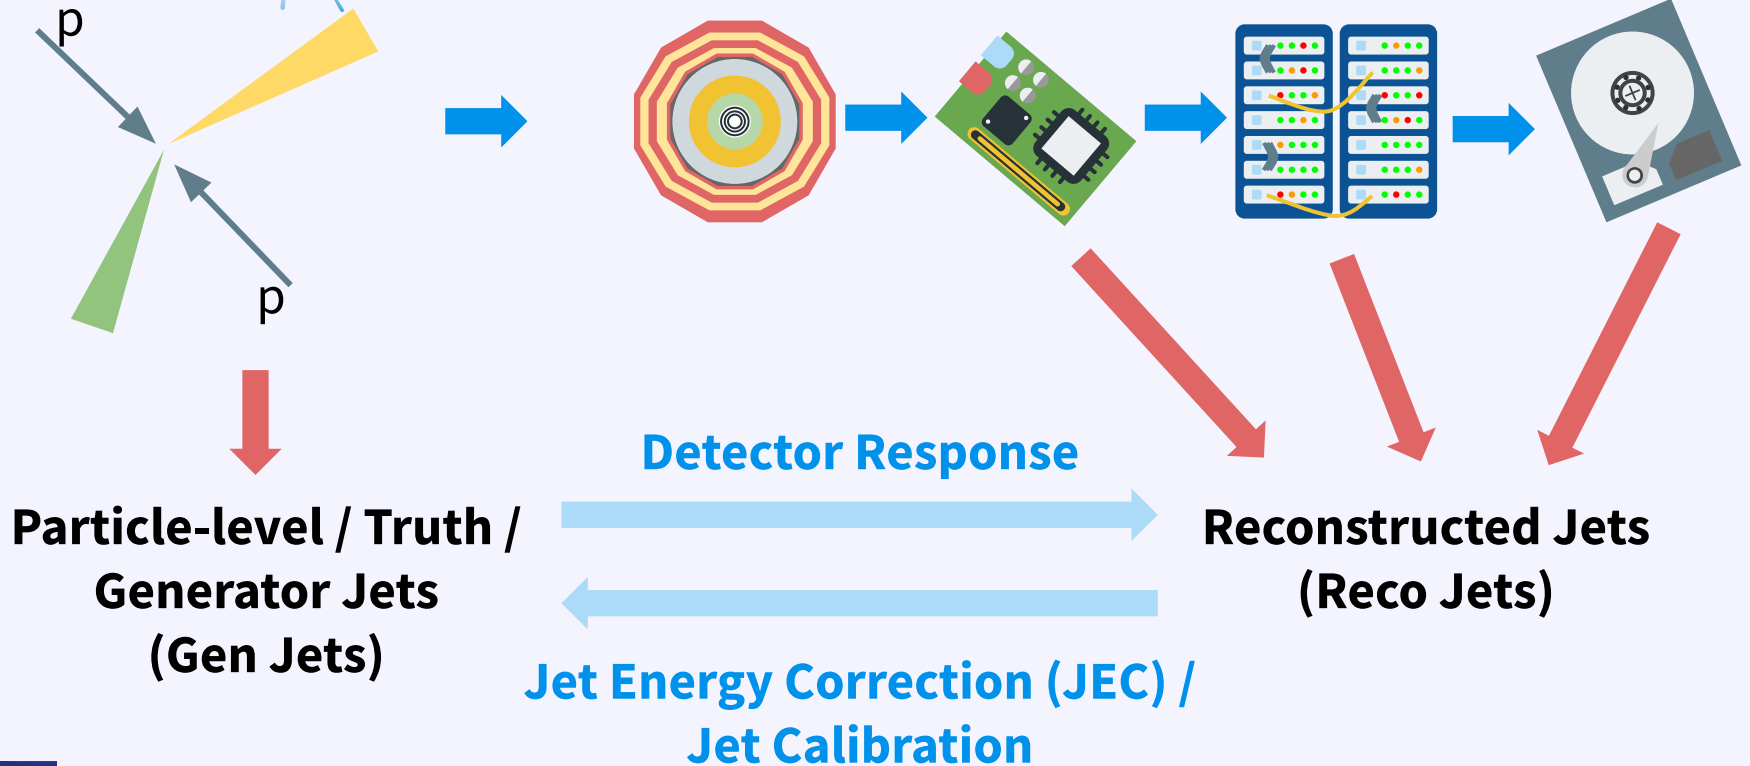 p
p
Detector Response
Particle-level / Truth /
Generator Jets
(Gen Jets)
Reconstructed Jets
(Reco Jets)
Jet Energy Correction (JEC) /
Jet Calibration